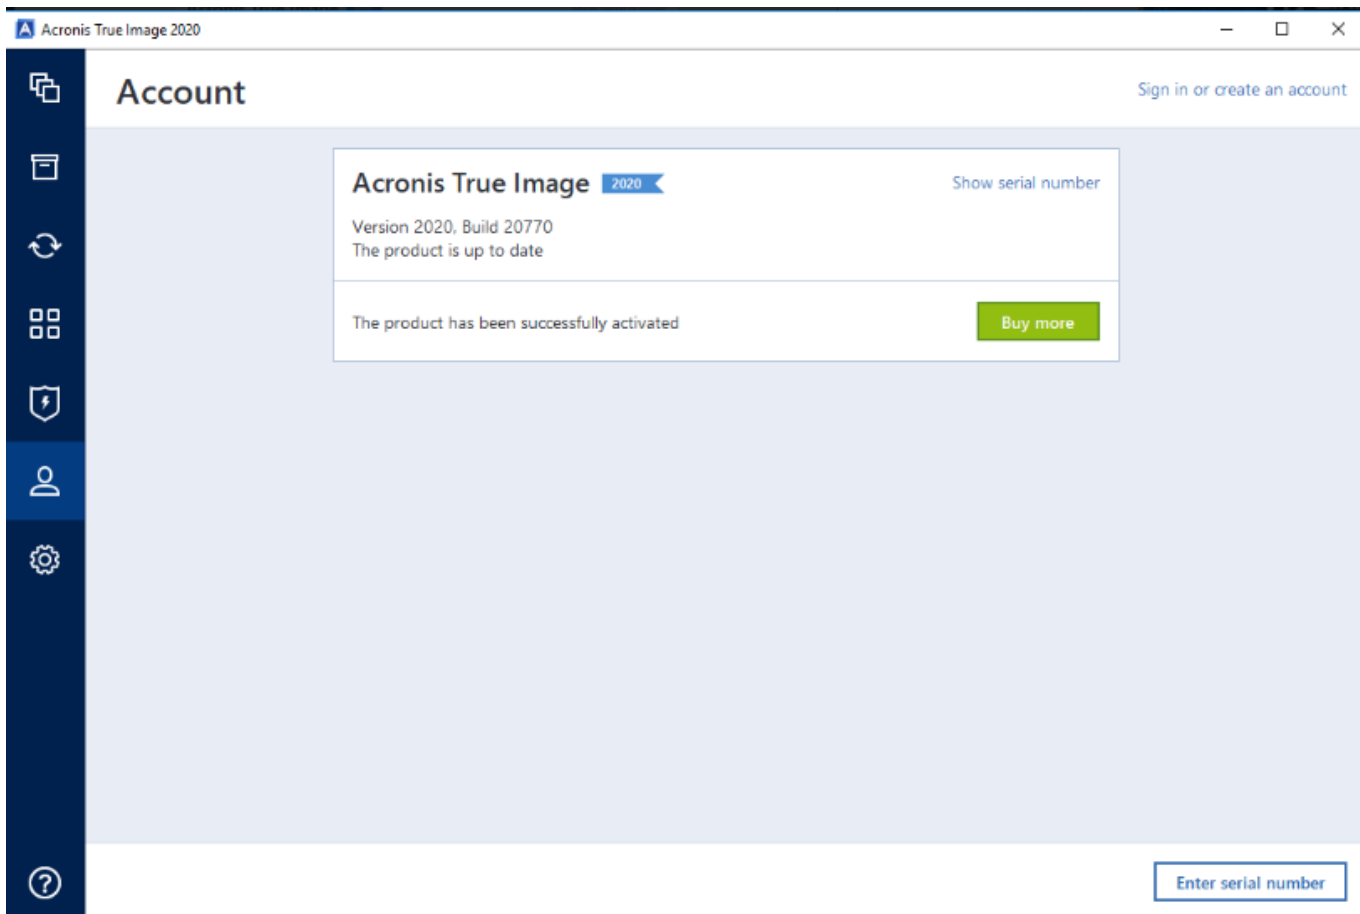 Acronis True Image 2020
Account
Sign in or create an account
Acronis True Image 2020
Show serial number
Version 2020, Build 20770
The product is up to date
The product has been successfully activated
Buy more
Enter serial number